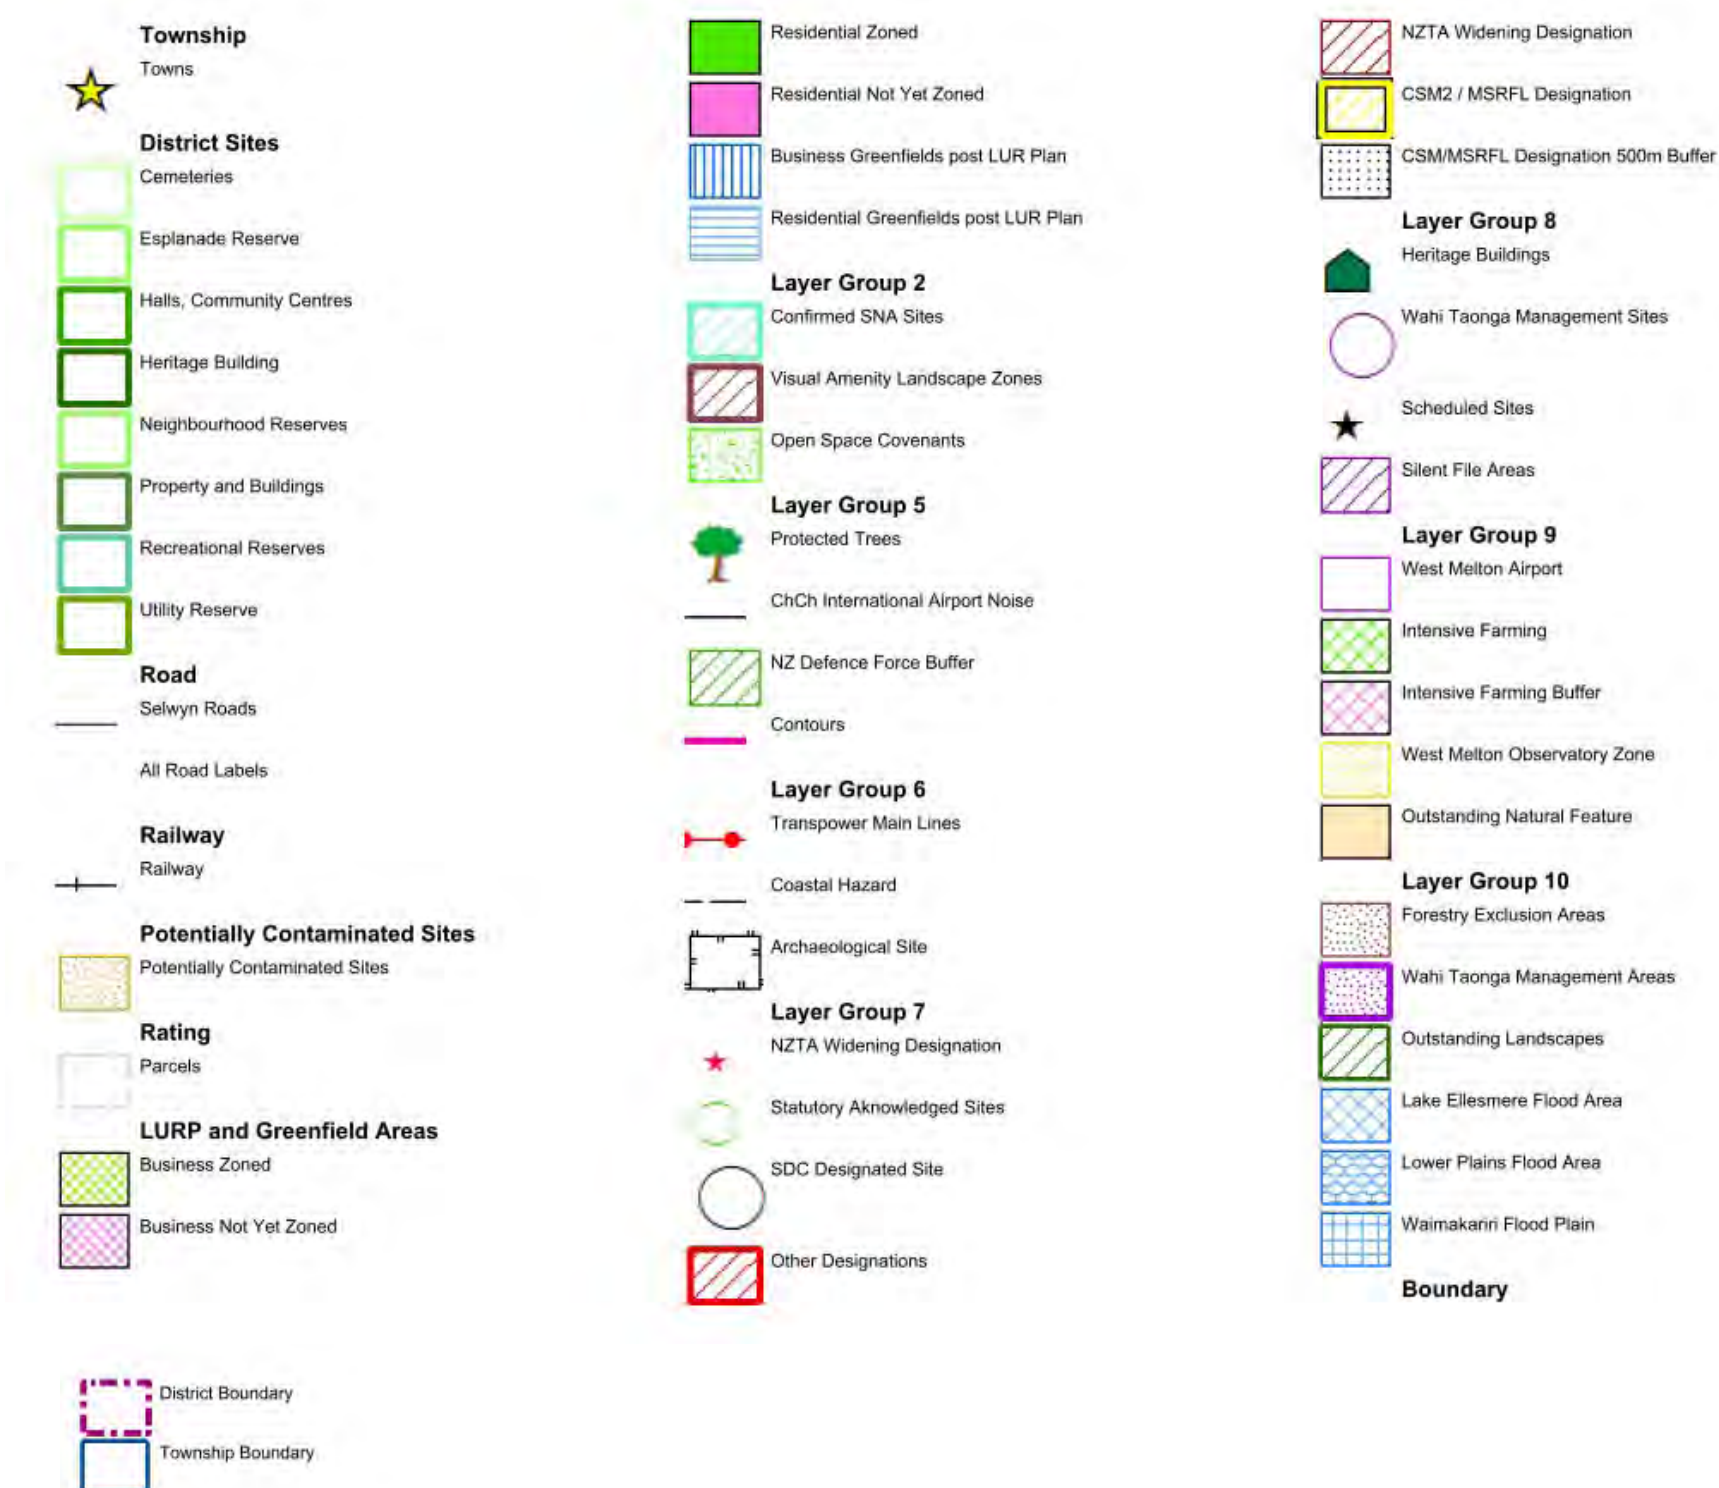 Township
Towns
District Sites
Cemeteries
Esplanade Reserve
Halls, Community Centres
Heritage Building
Neighbourhood Reserves
Property and Buildings
Recreational Reserves
Utility Reserve
Road
Selwyn Roads
All Road Labels
Railway
Railway
Potentially Contaminated Sites
Potentially Contaminated Sites
Rating
Parcels
LURP and Greenfield Areas
Business Zoned
Business Not Yet Zoned
Residential Zoned
Residential Not Yet Zoned
Business Greenfields post LUR Plan
Residential Greenfields post LUR Plan
Layer Group 2
Confirmed SNA Sites
Visual Amenity Landscape Zones
Open Space Covenants
Layer Group 5
Protected Trees
ChCh International Airport Noise
NZ Defence Force Buffer
Contours
Layer Group 6
Transpower Main Lines
Coastal Hazard
Archaeological Site
Layer Group 7
NZTA Widening Designation
Statutory Aknowledged Sites
SDC Designated Site
Other Designations
NZTA Widening Designation
CSM2 / MSRFL Designation
CSM/MSRFL Designation 500m Buffer
Layer Group 8
Heritage Buildings
Wahi Taonga Management Sites
Scheduled Sites
Silent File Areas
Layer Group 9
West Melton Airport
Intensive Farming
Intensive Farming Buffer
West Melton Observatory Zone
Outstanding Natural Feature
Layer Group 10
Forestry Exclusion Areas
Wahi Taonga Management Areas
Outstanding Landscapes
Lake Ellesmere Flood Area
Lower Plains Flood Area
Waimakariri Flood Plain
Boundary
District Boundary
Township Boundary